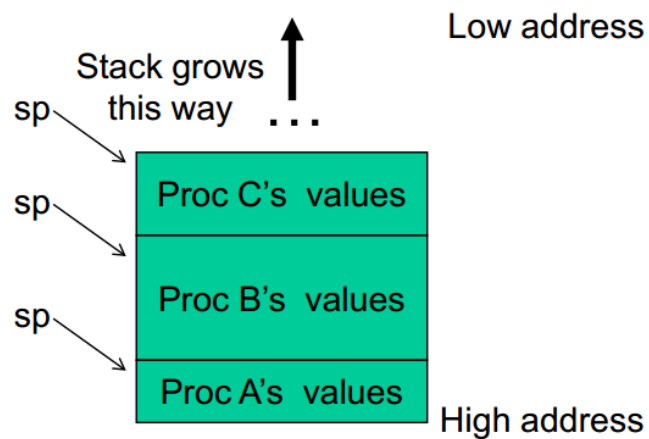 Low address
Stack grows
this way
...
sp
Proc C's values
sp
Proc B's values
sp
Proc A's values
High address